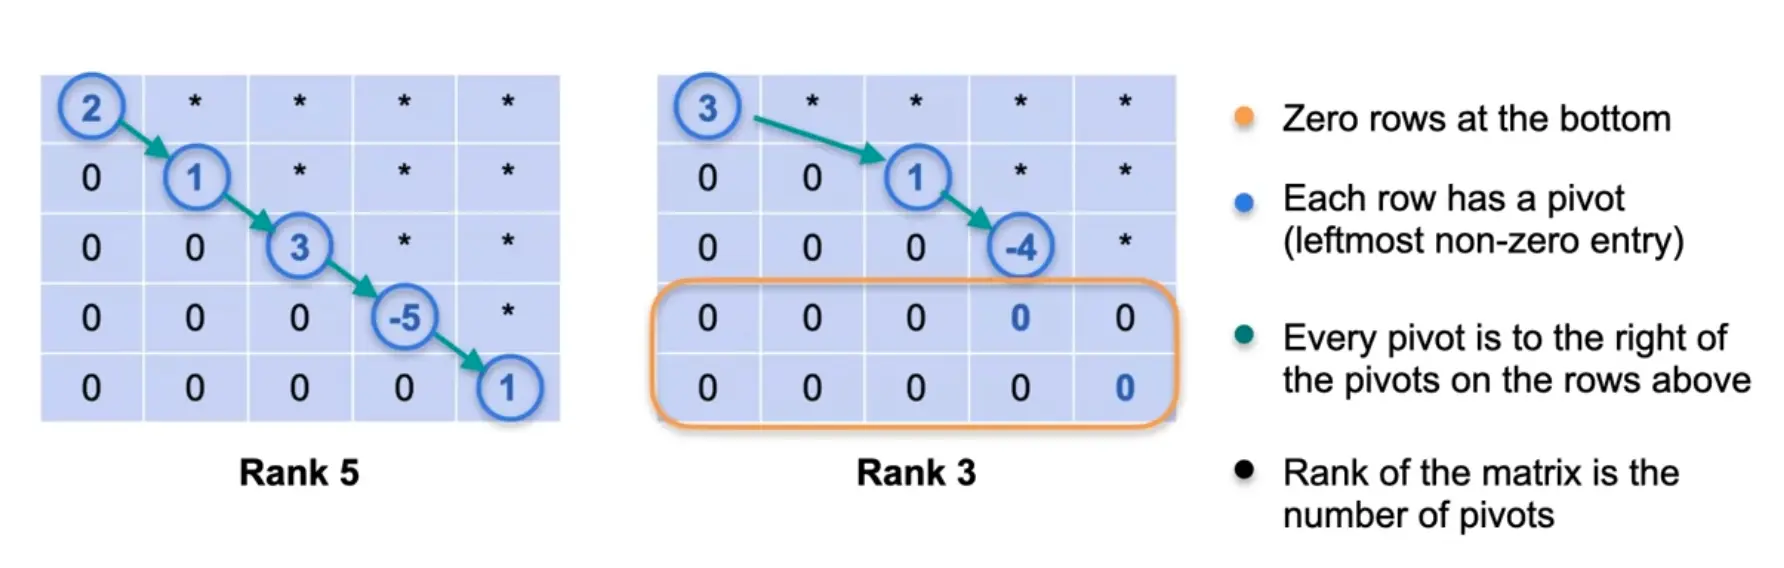 2 * * * *
0 1 * * *
0 0 3 * *
0 0 0 -5 *
0 0 0 0 1
Rank 5
3 * * * *
0 0 1 * *
0 0 0 -4 *
0 0 0 0 0
0 0 0 0 0
Rank 3
Zero rows at the bottom
Each row has a pivot
(leftmost non-zero entry)
Every pivot is to the right of
the pivots on the rows above
Rank of the matrix is the
number of pivots